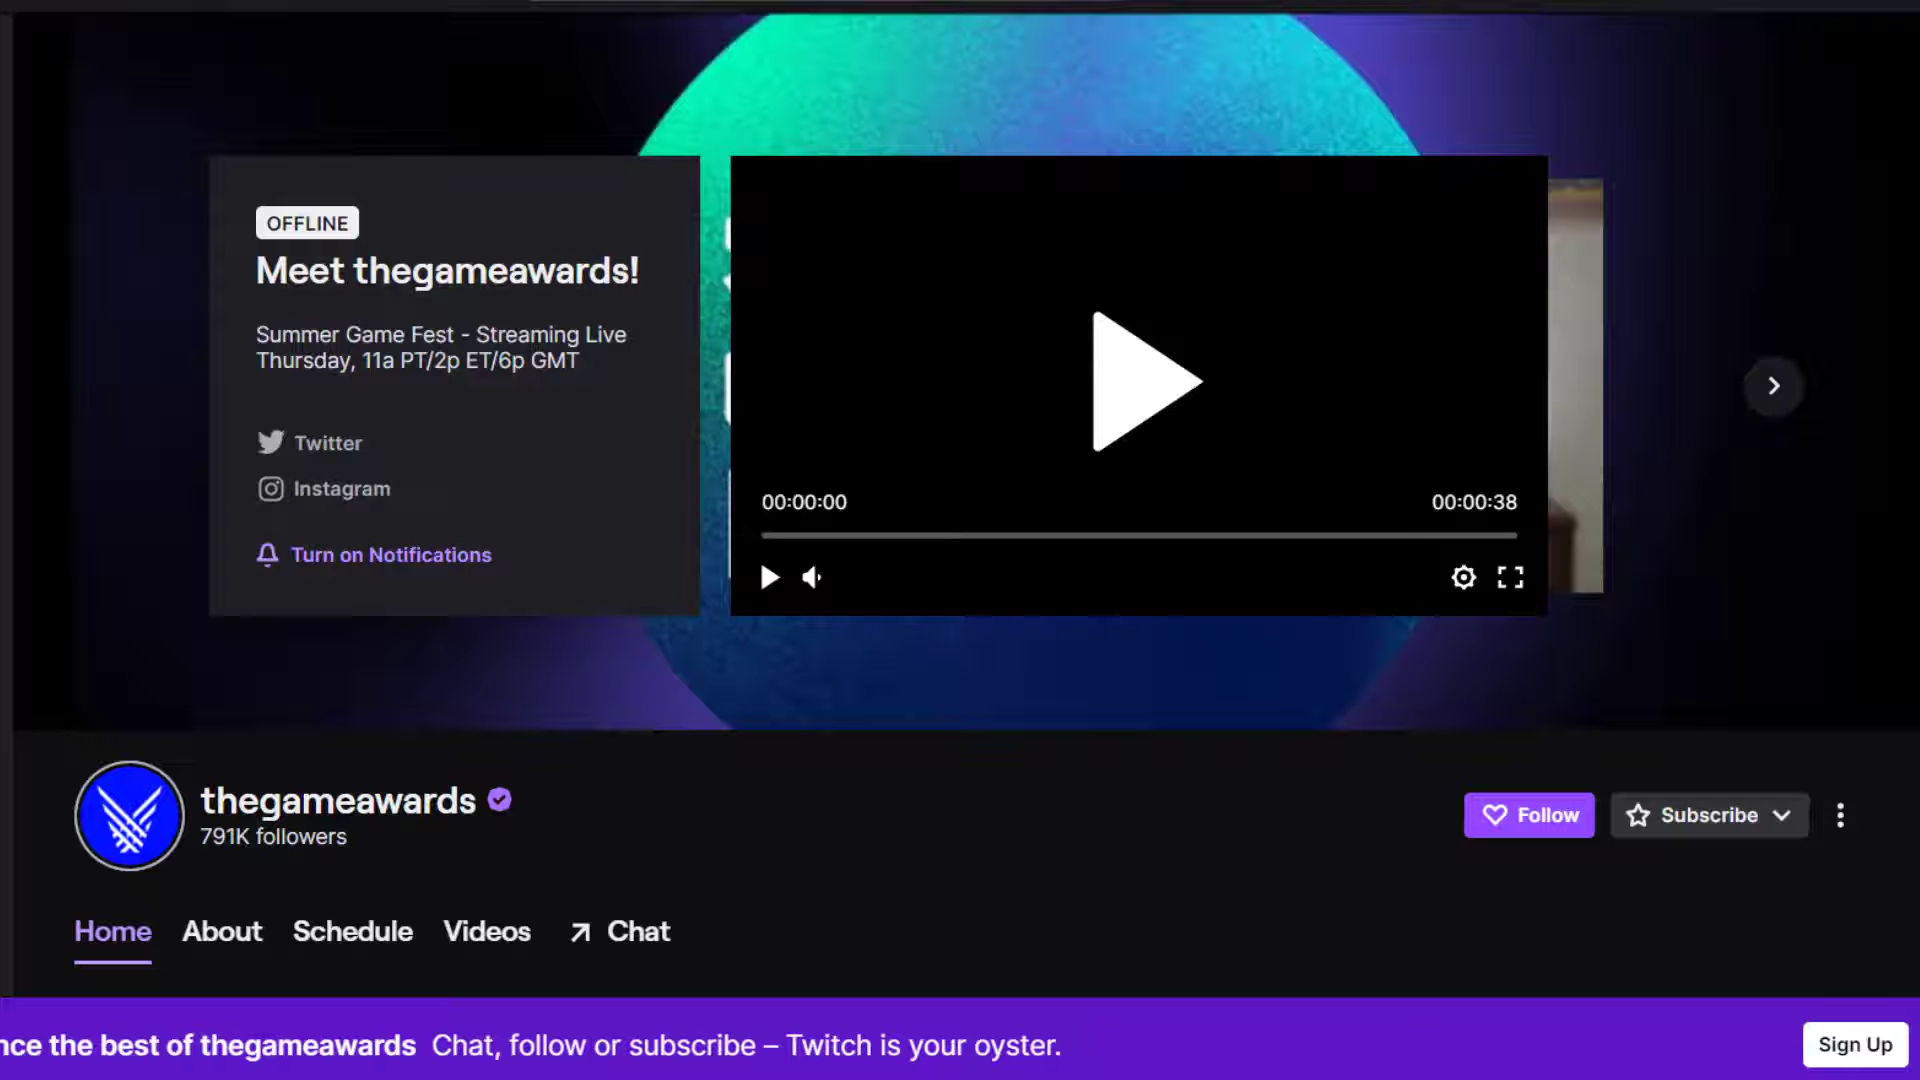 OFFLINE
Meet thegameawards!
Summer Game Fest - Streaming Live
Thursday, 11a PT/2p ET/6p GMT
Twitter
Instagram
Turn on Notifications
00:00:00
00:00:38
thegameawards
791K followers
Follow
Subscribe
Home
About
Schedule
Videos
Chat
the best of thegameawards Chat, follow or subscribe – Twitch is your oyster.
Sign Up